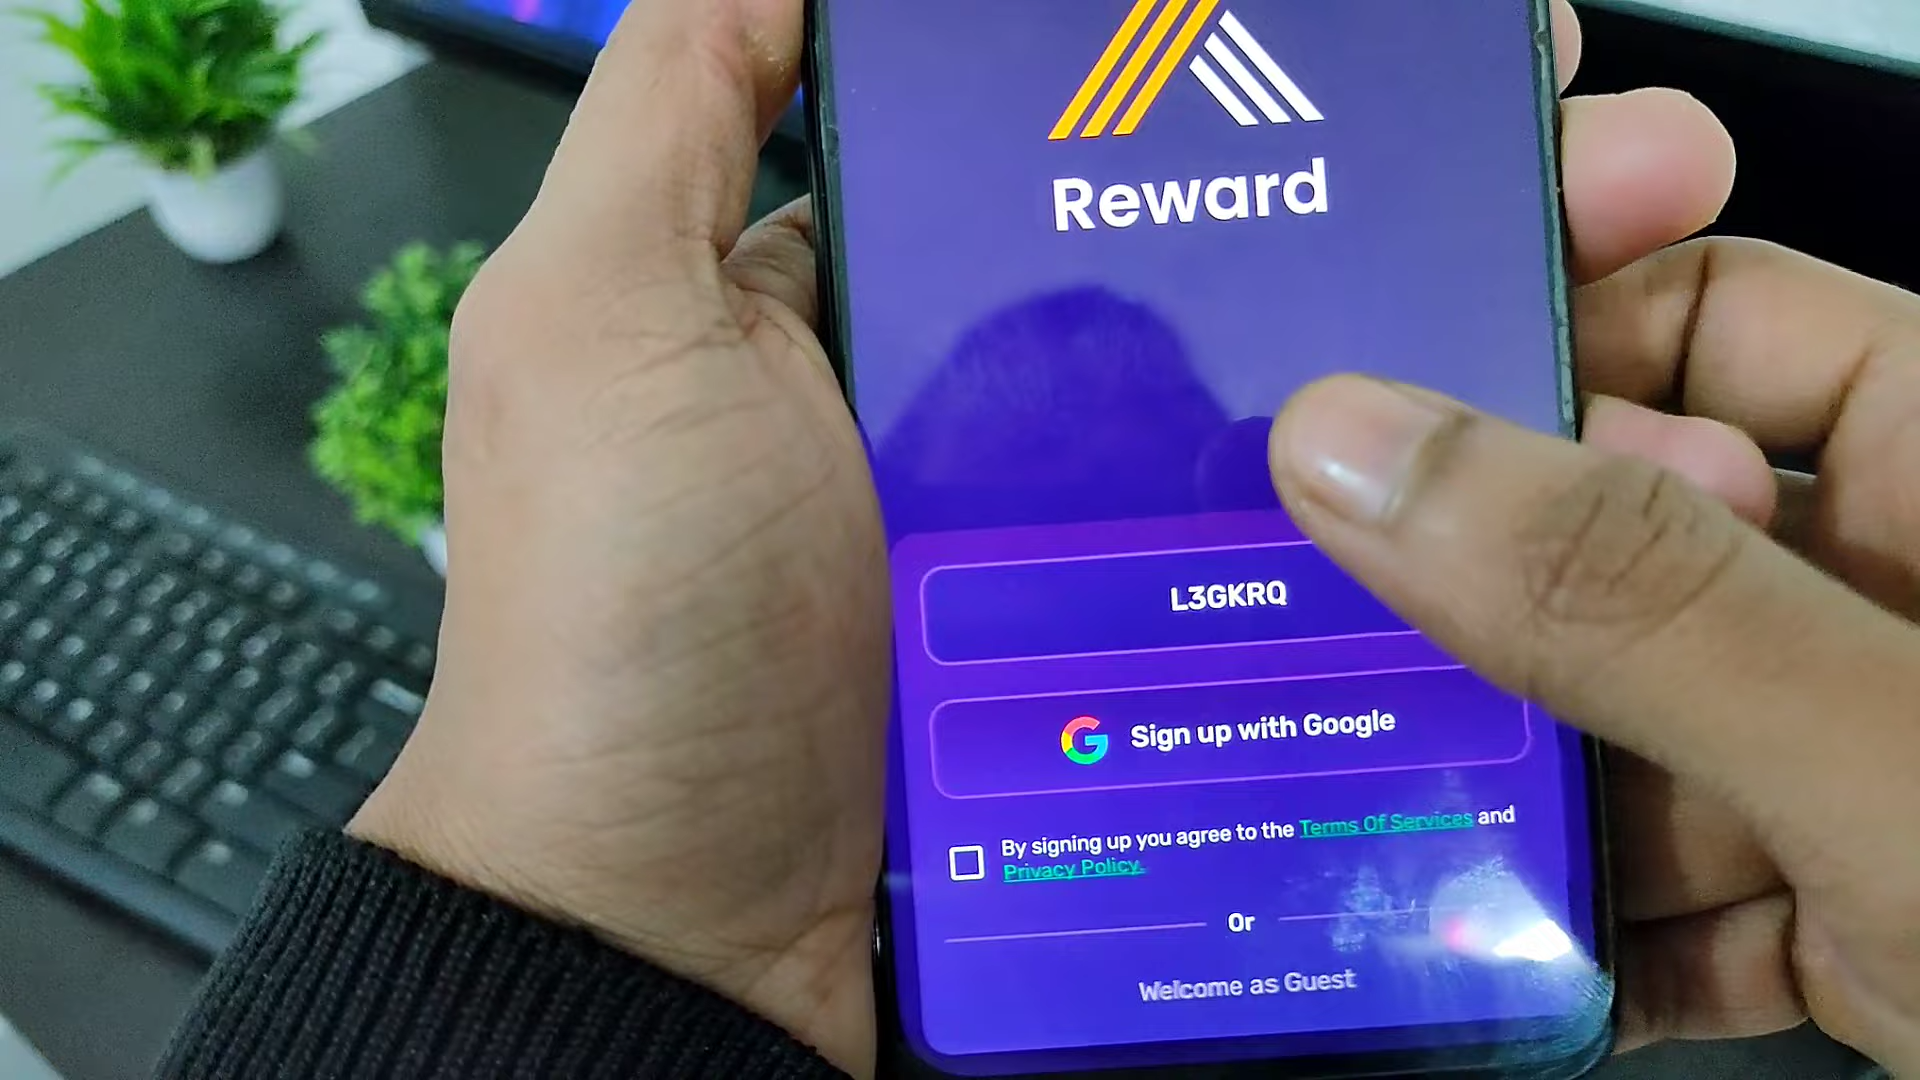 Reward
L3GKRQ
Sign up with Google
By signing up you agree to the Terms Of Services and
Privacy Policy.
Or
Welcome as Guest